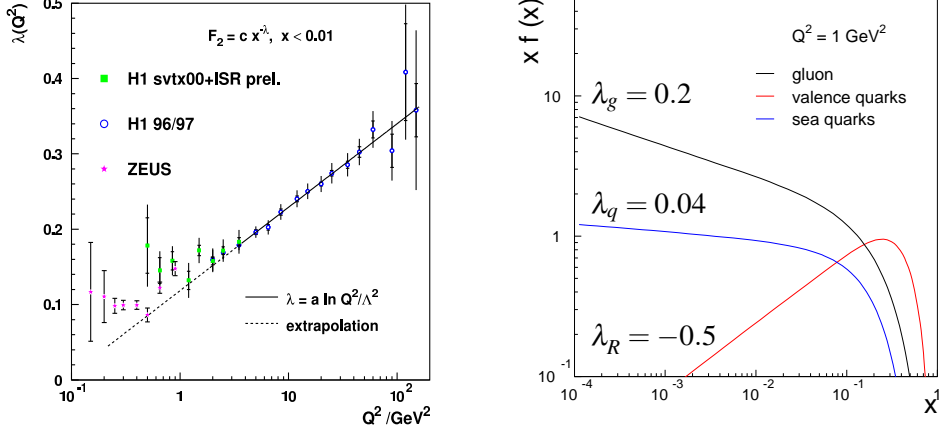 λ(Q²)
F₂ = c x^-λ, x < 0.01
H1 svtx00+ISR prel.
H1 96/97
ZEUS
λ = a ln Q²/Λ²
extrapolation
0.5
0.4
0.3
0.2
0.1
0
10⁻¹
1
10
10²
Q² /GeV²
x f (x)
Q² = 1 GeV²
gluon
valence quarks
sea quarks
λ_g = 0.2
λ_q = 0.04
λ_R = −0.5
10
1
10⁻¹
10⁻⁴
10⁻³
10⁻²
10⁻¹
1
x